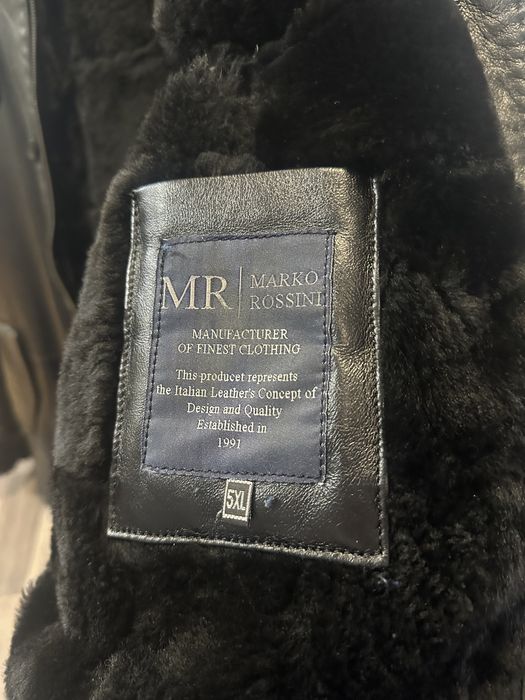 MR | MARKO
ROSSINI
MANUFACTURER
OF FINEST CLOTHING
This producet represents
the Italian Leather's Concept of
Design and Quality
Established in
1991
5XL